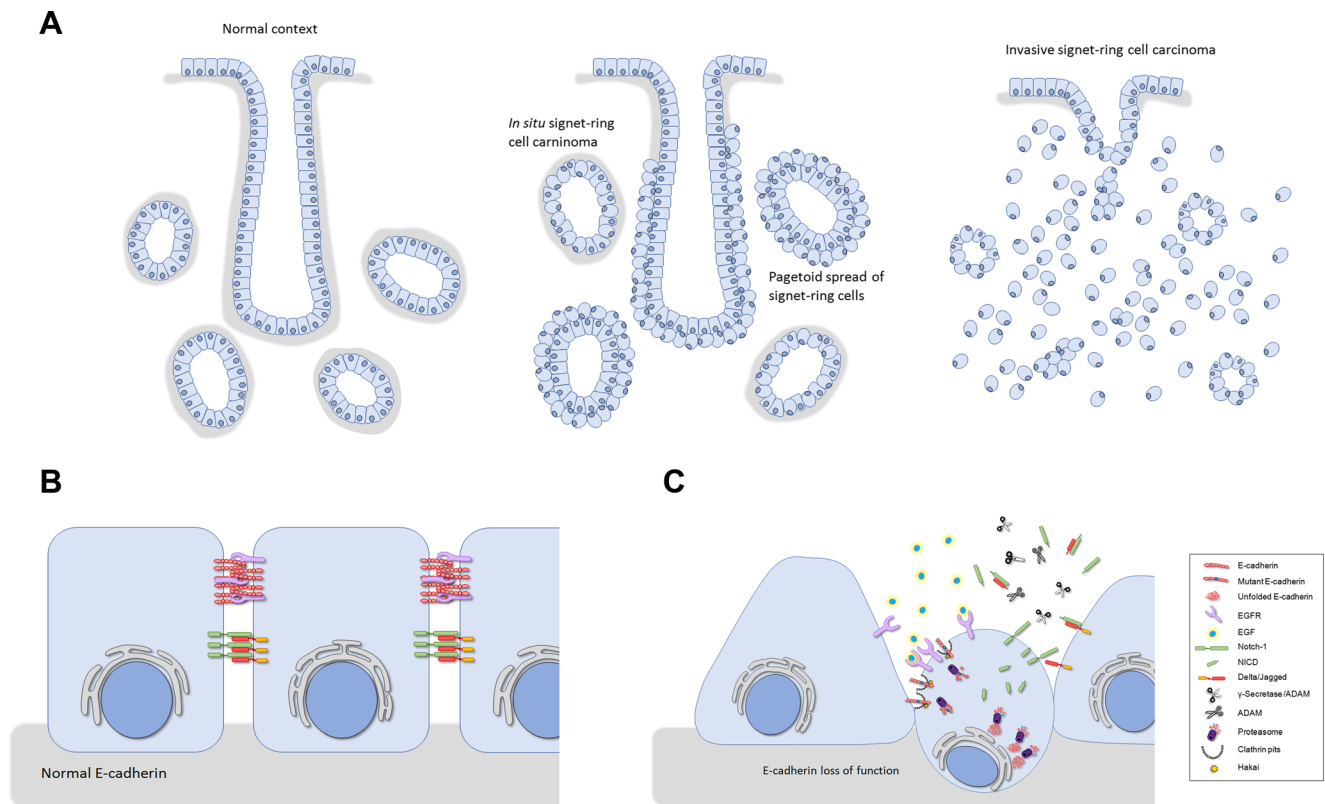 A
Normal context
In situ signet-ring
cell carninoma
Pagetoid spread of
signet-ring cells
Invasive signet-ring cell carcinoma
B
Normal E-cadherin
C
E-cadherin loss of function
E-cadherin
Mutant E-cadherin
Unfolded E-cadherin
EGFR
EGF
Notch-1
NICD
Delta/Jagged
γ-Secretase/ADAM
ADAM
Proteasome
Clathrin pits
Hakai